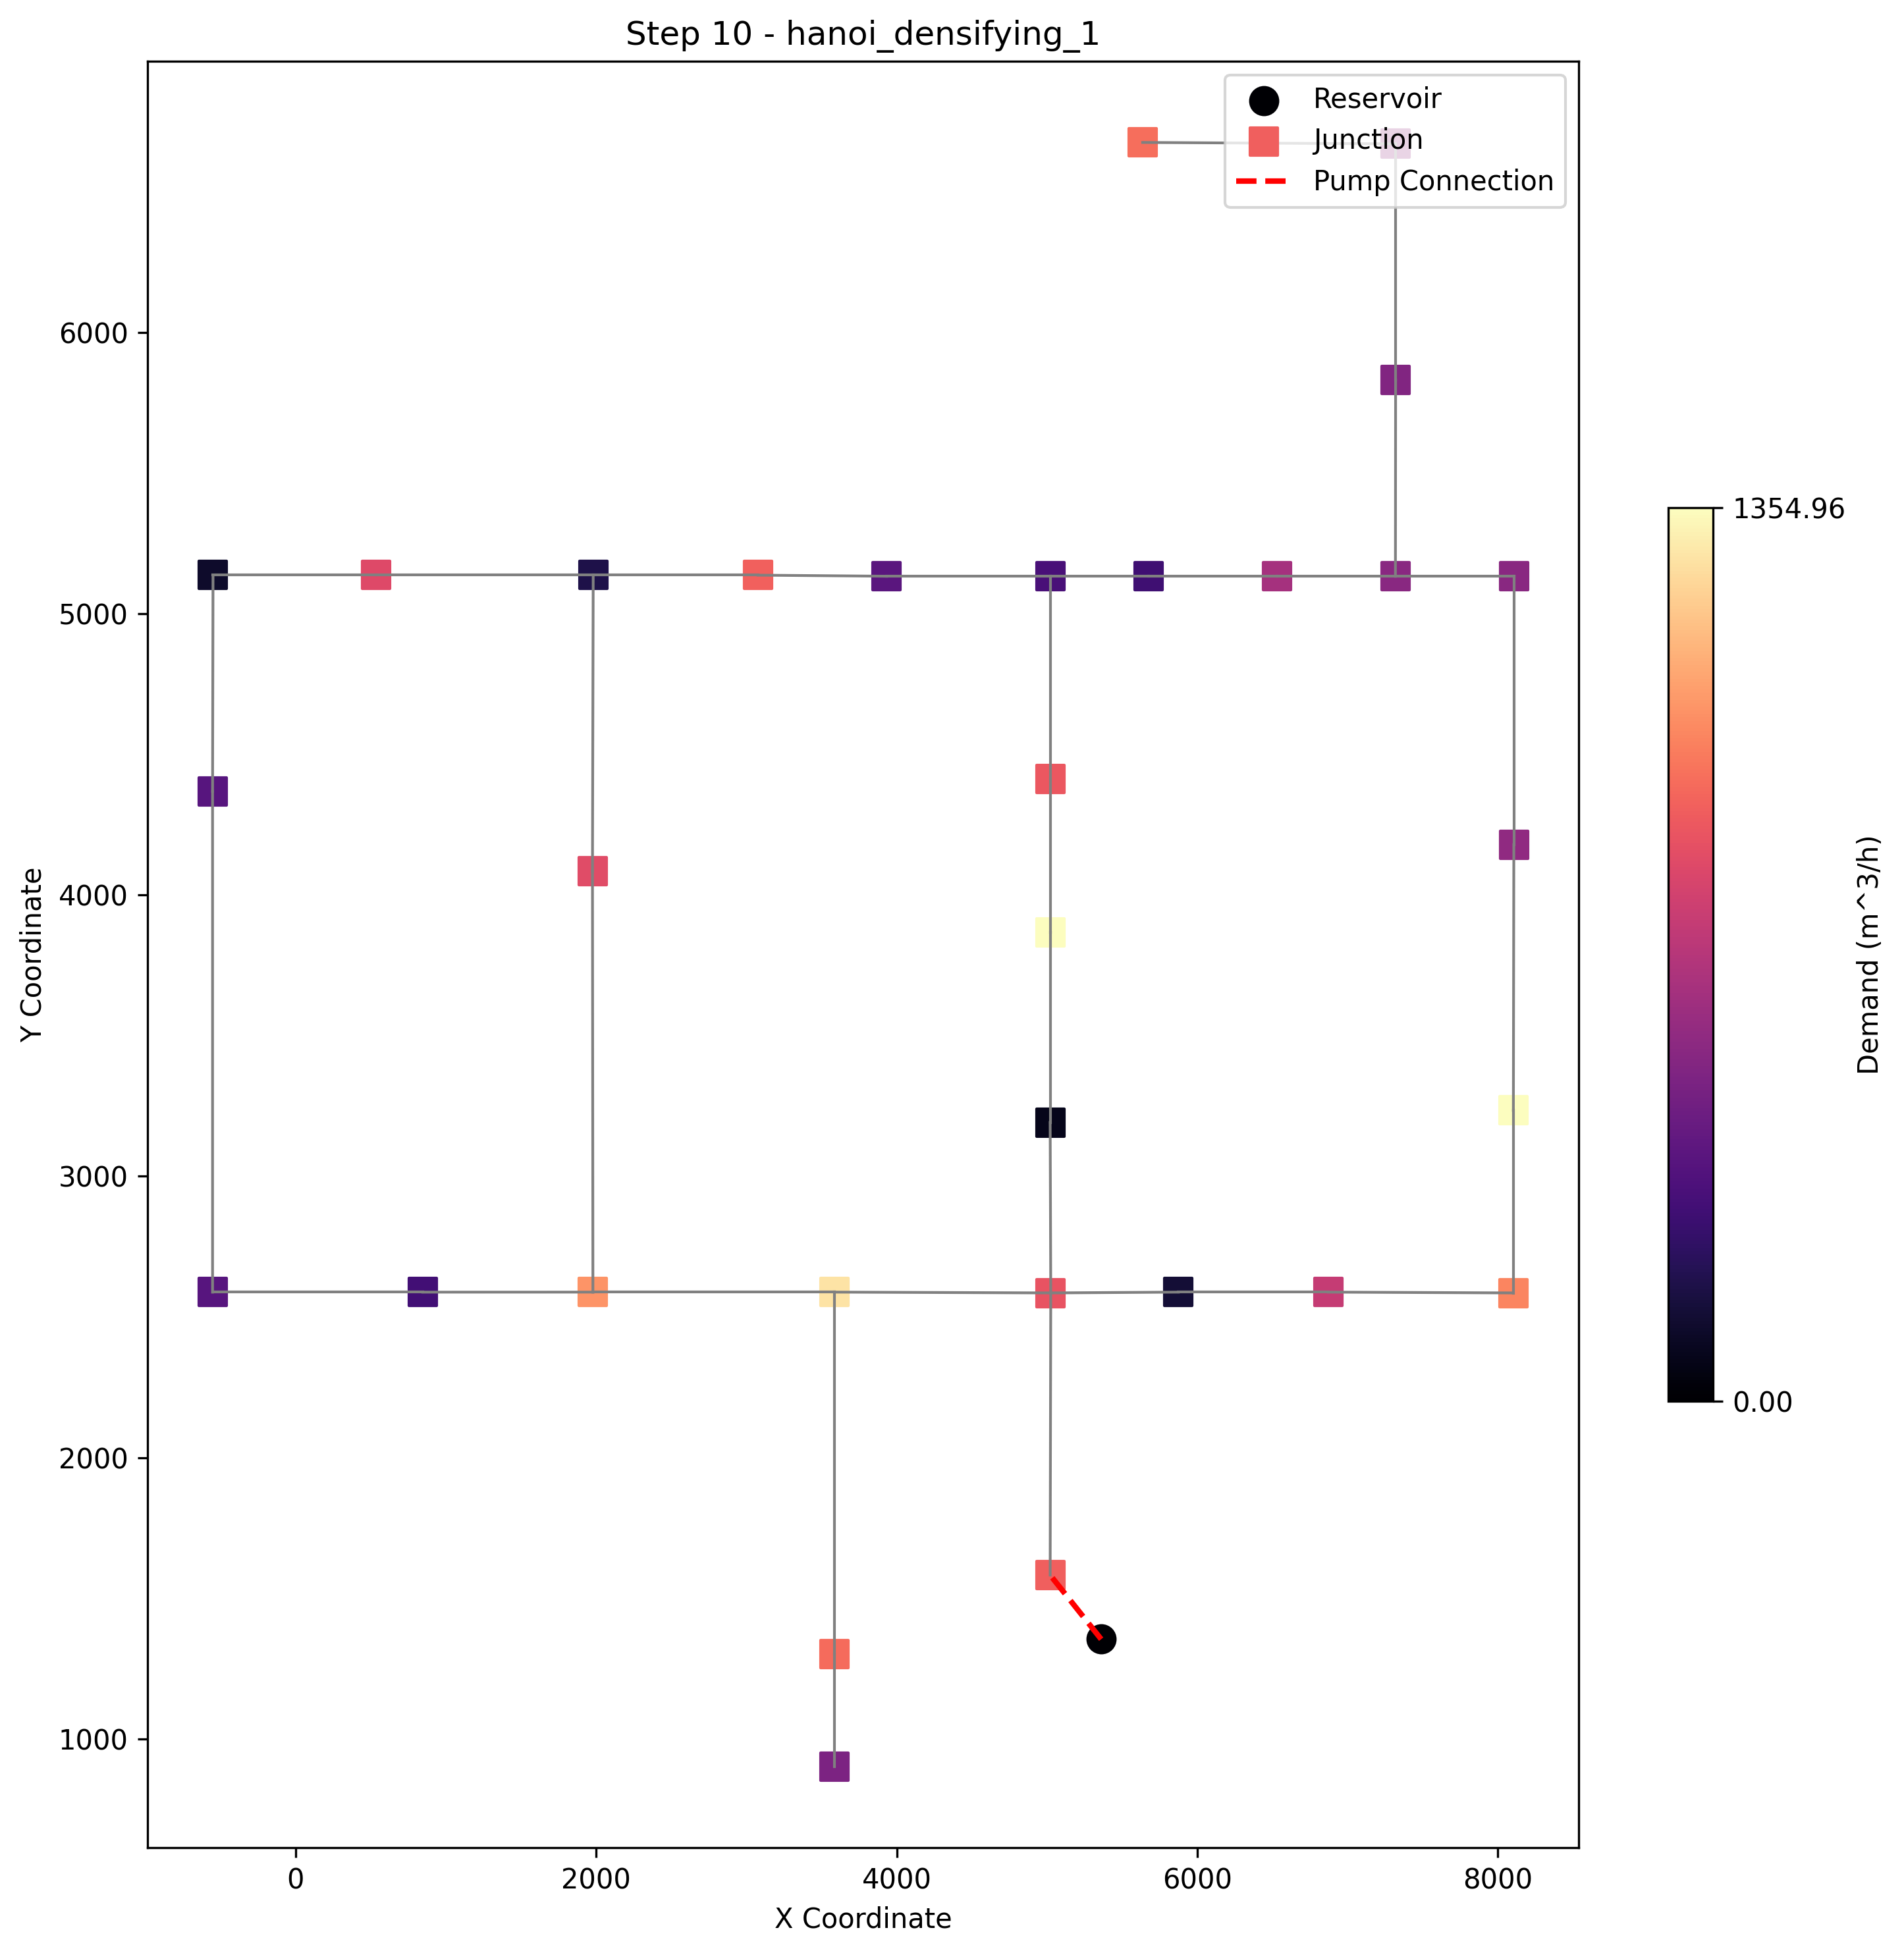 Step 10 - hanoi_densifying_1
Reservoir
Junction
Pump Connection
6000
5000
4000
3000
2000
1000
Y Coordinate
0
2000
4000
6000
8000
X Coordinate
1354.96
0.00
Demand (m^3/h)